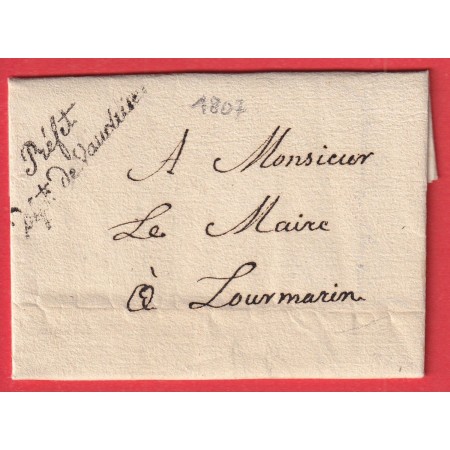 1807
Préfet
Dépt. de Vaucluse
A Monsieur
Le Maire
à Lourmarin